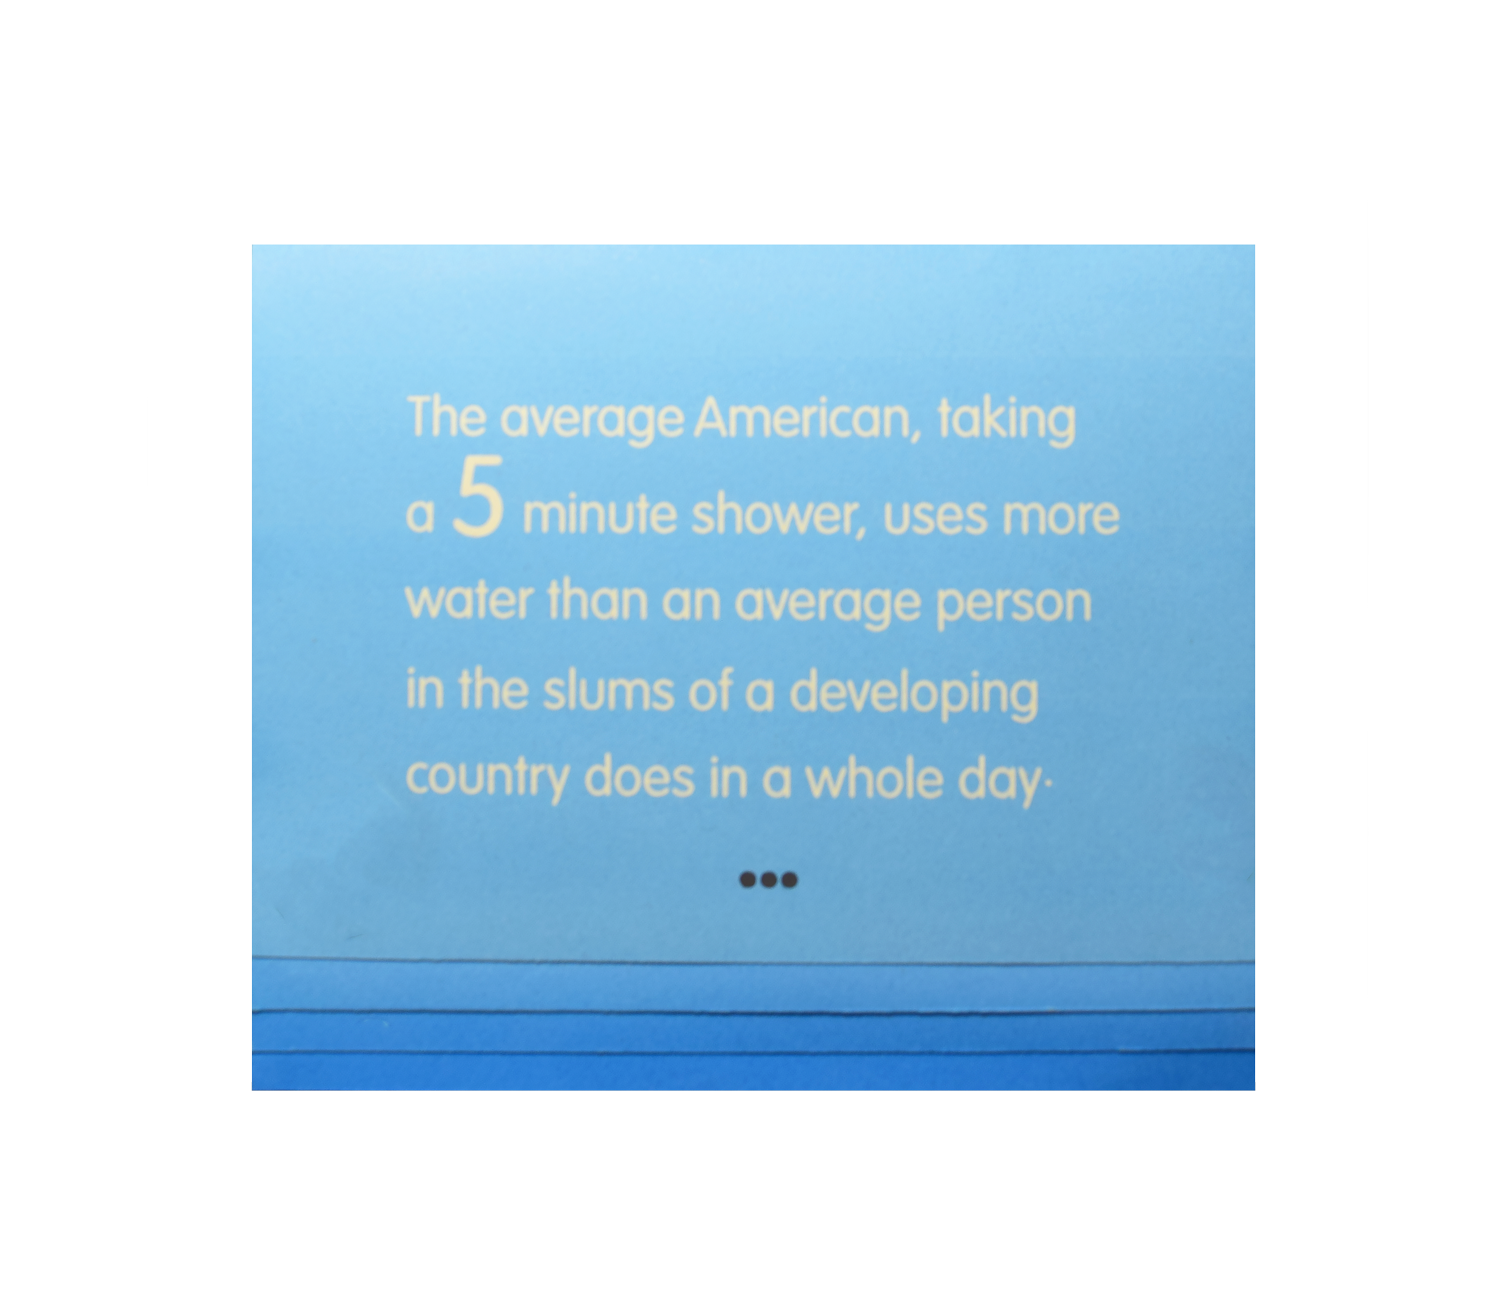 The average American, taking
a 5 minute shower, uses more
water than an average person
in the slums of a developing
country does in a whole day.